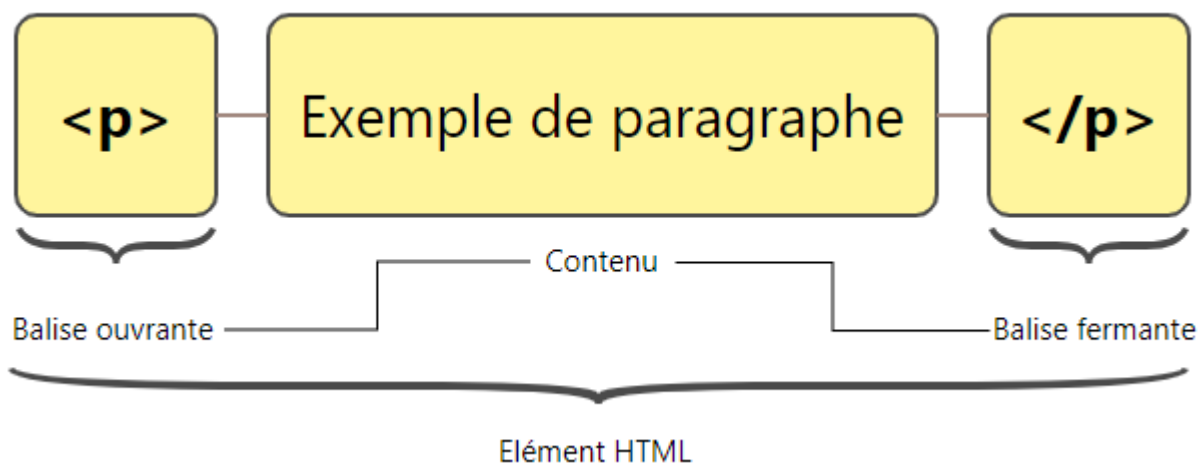 <p> Exemple de paragraphe </p>
Contenu
Balise ouvrante Balise fermante
Elément HTML